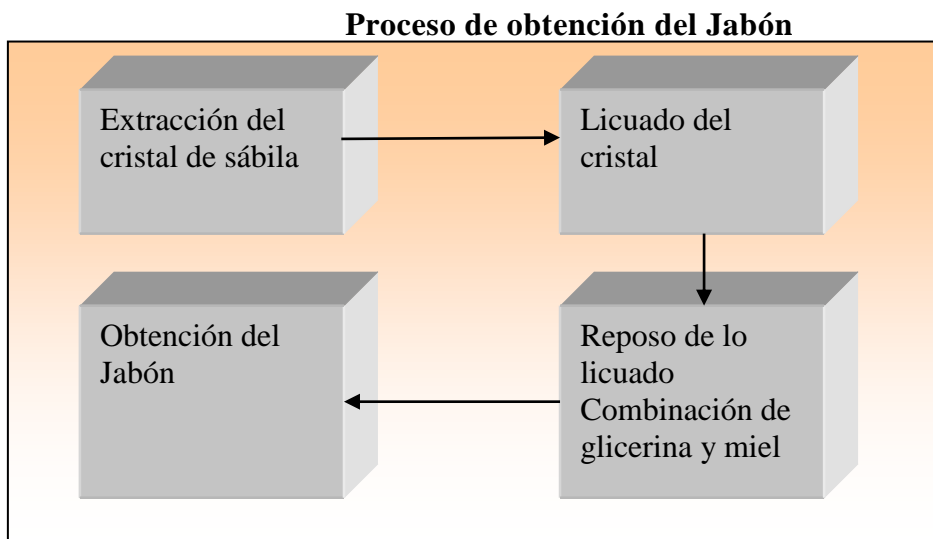 Proceso de obtención del Jabón
Extracción del
cristal de sábila
Licuado del
cristal
Reposo de lo
licuado
Combinación de
glicerina y miel
Obtención del
Jabón